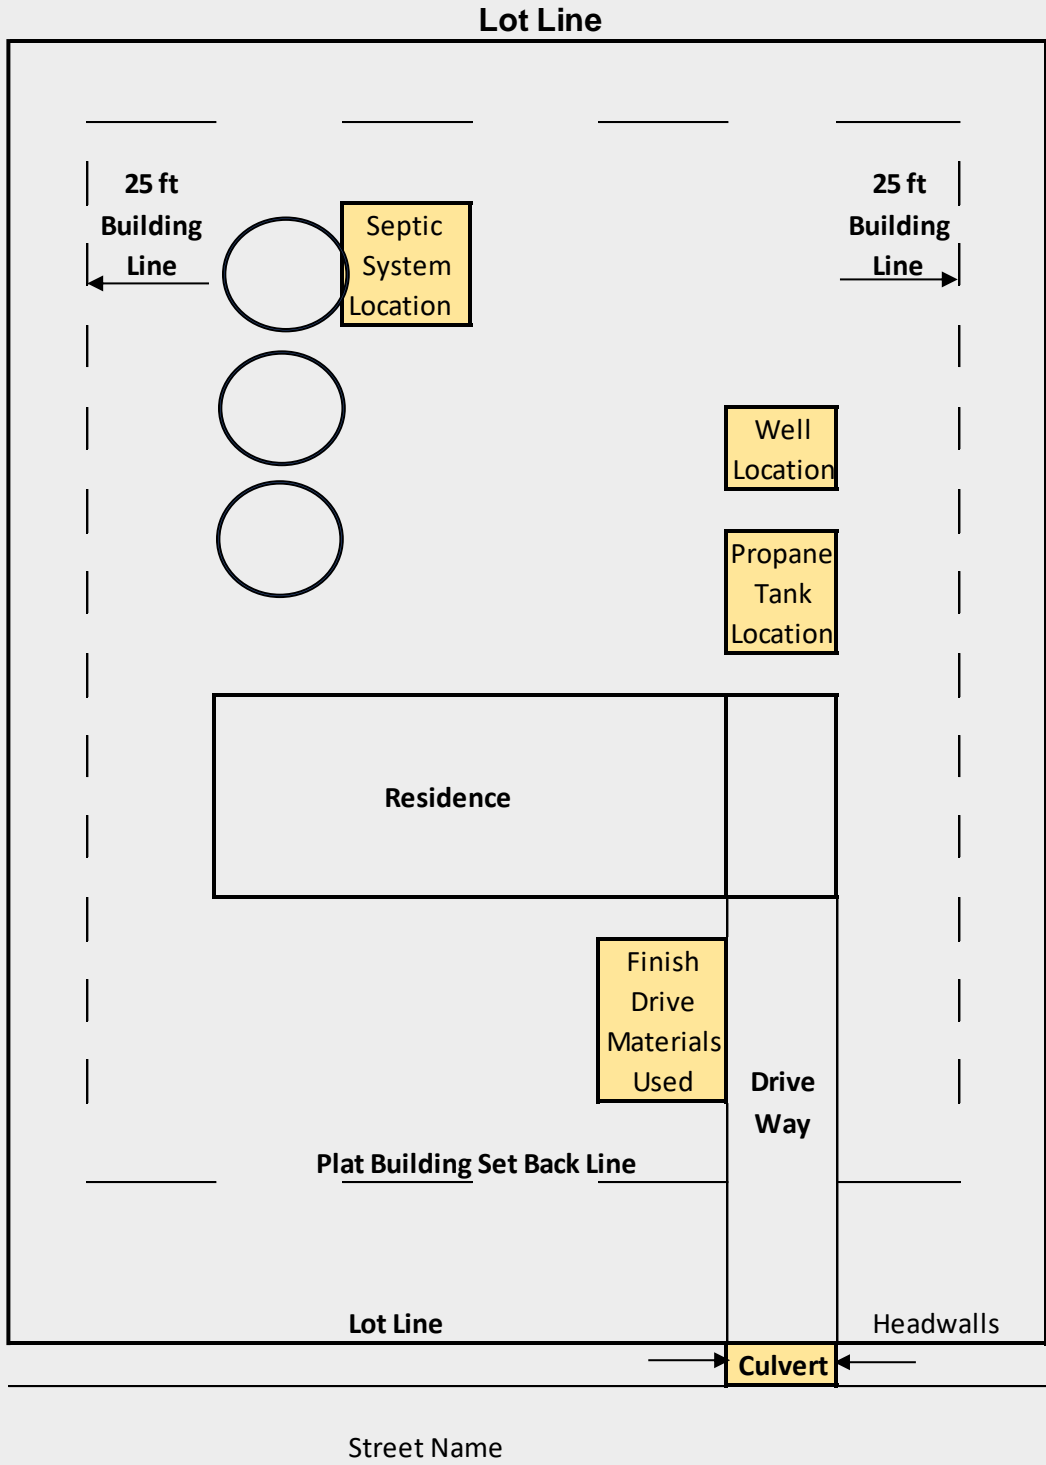 Lot Line
25 ft
Building
Line
25 ft
Building
Line
Septic
System
Location
Well
Location
Propane
Tank
Location
Residence
Finish
Drive
Materials
Used
Drive
Way
Plat Building Set Back Line
Lot Line
Headwalls
Culvert
Street Name